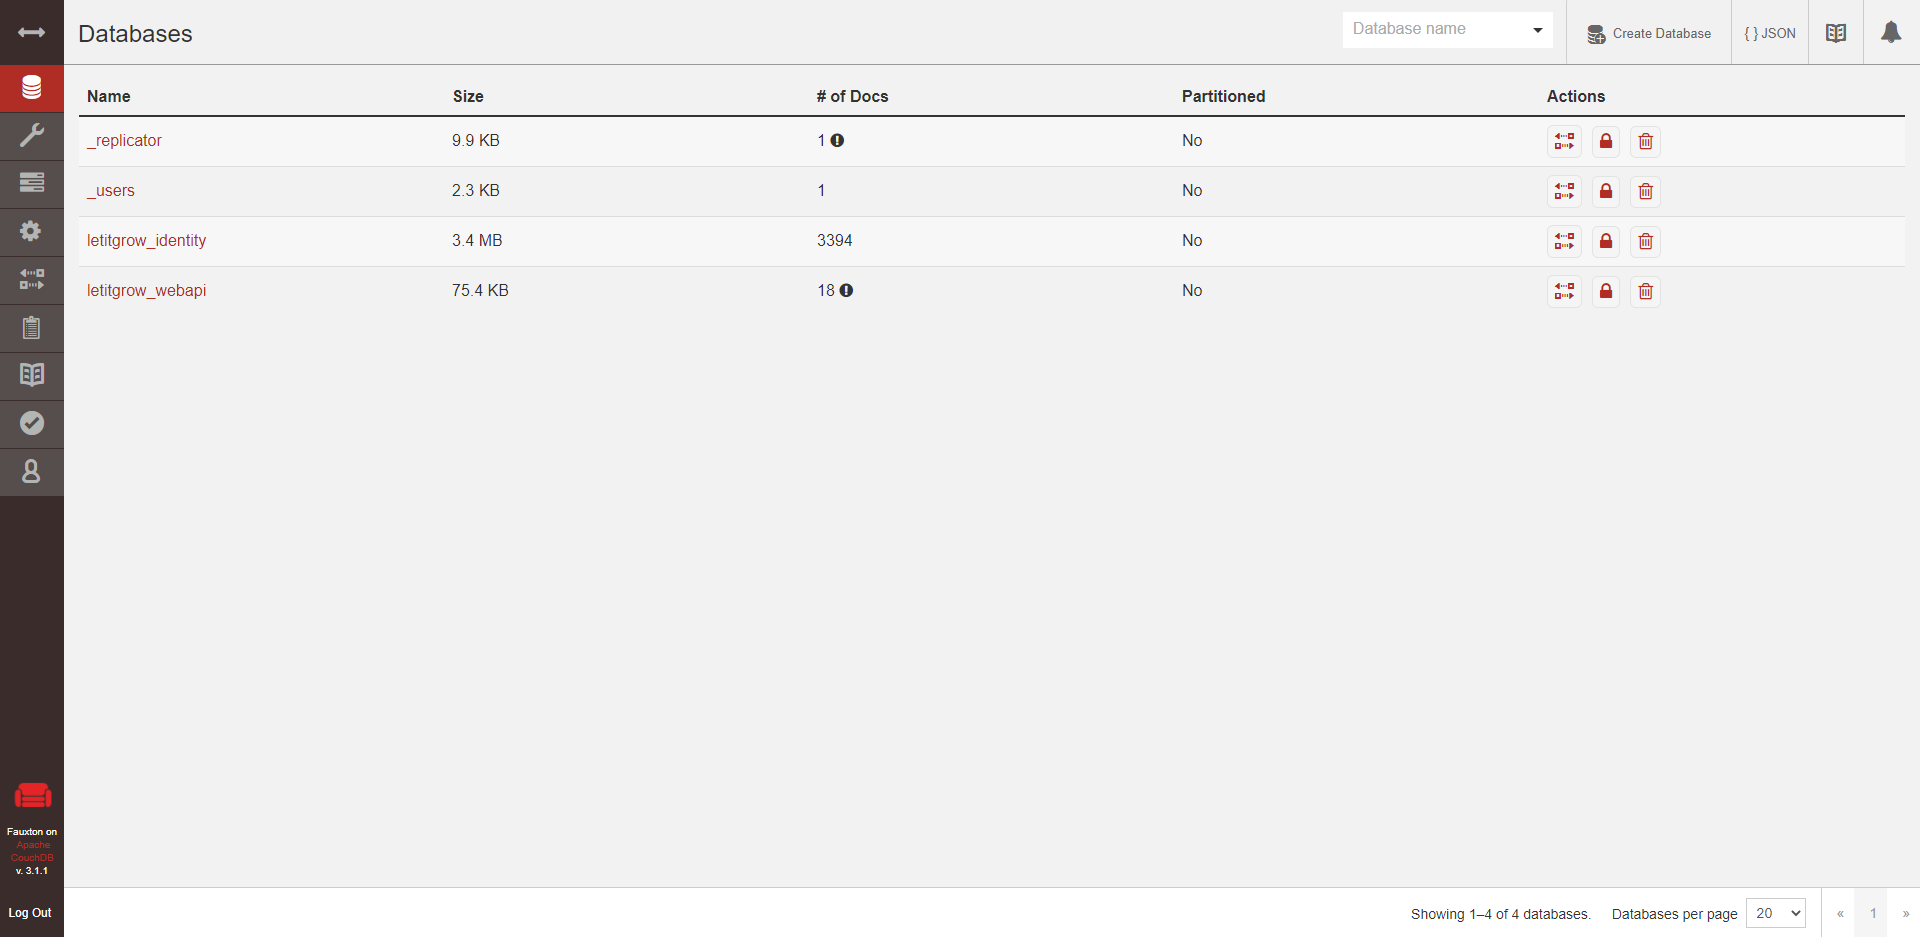 Databases
Database name
Create Database
{ } JSON
Name Size # of Docs Partitioned Actions
_replicator 9.9 KB 1 No
_users 2.3 KB 1 No
letitgrow_identity 3.4 MB 3394 No
letitgrow_webapi 75.4 KB 18 No
Fauxton on
Apache
CouchDB
v. 3.1.1
Log Out
Showing 1–4 of 4 databases. Databases per page 20 « 1 »